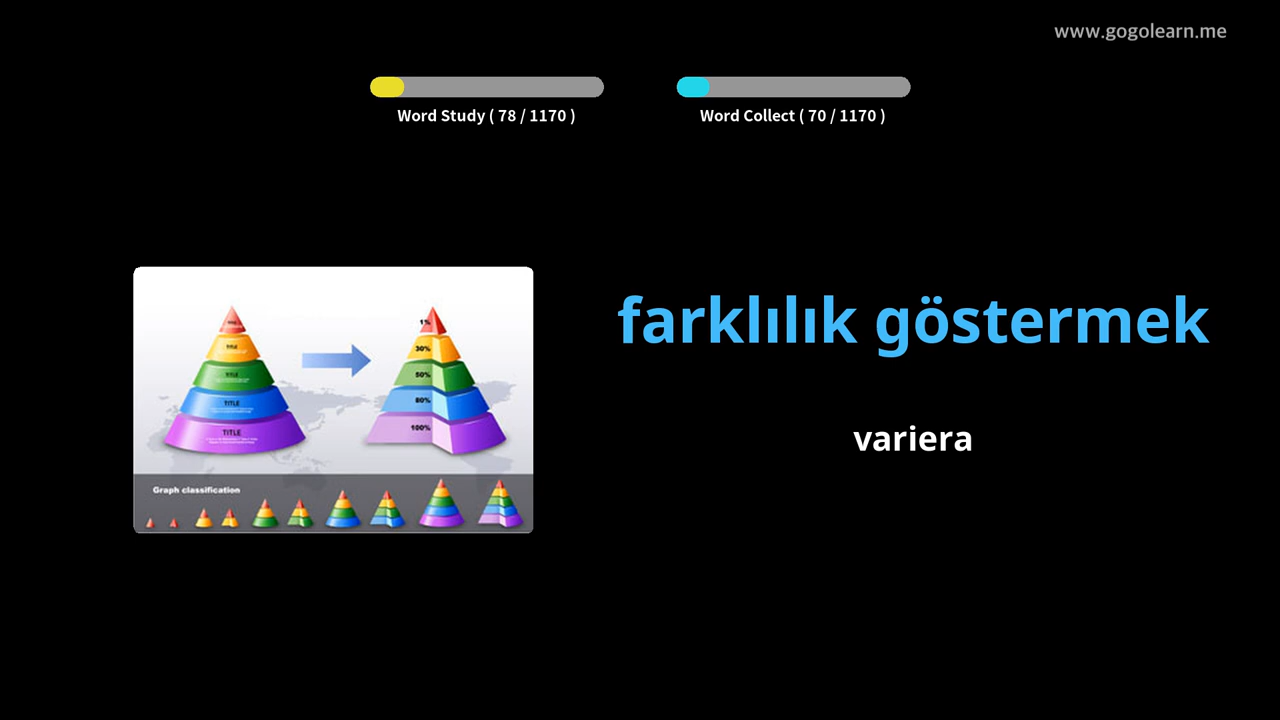 www.gogolearn.me
Word Study ( 78 / 1170 )
Word Collect ( 70 / 1170 )
farklılık göstermek
variera
TITLE
TITLE
TITLE
TITLE
1%
30%
50%
80%
100%
Graph classification